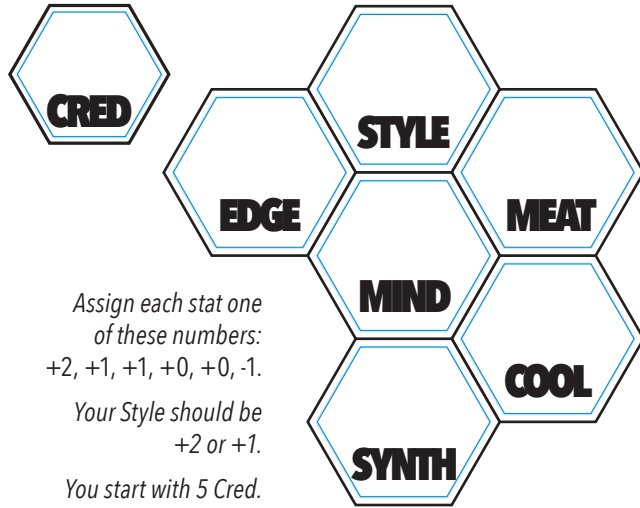 CRED
STYLE
EDGE
MEAT
MIND
Assign each stat one
of these numbers:
+2, +1, +1, +0, +0, -1.
COOL
Your Style should be
+2 or +1.
SYNTH
You start with 5 Cred.